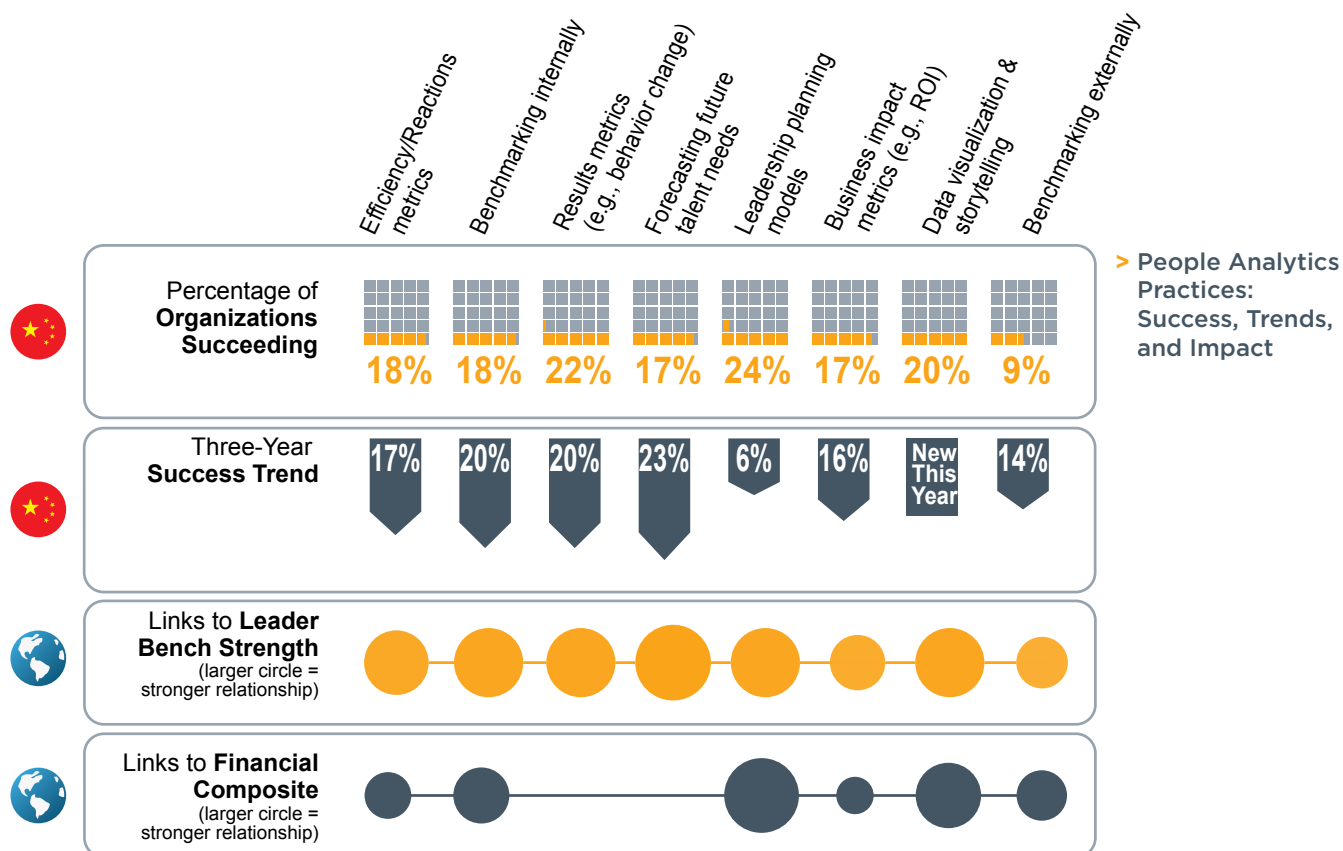 Efficiency/Reactions
metrics
Benchmarking internally
Results metrics
(e.g., behavior change)
Forecasting future
talent needs
Leadership planning
models
Business impact
metrics (e.g., ROI)
Data visualization &
storytelling
Benchmarking externally
> People Analytics
Practices:
Success, Trends,
and Impact
Percentage of
Organizations
Succeeding
18% 18% 22% 17% 24% 17% 20% 9%
Three-Year
Success Trend
17% 20% 20% 23% 6% 16% New This Year 14%
Links to Leader
Bench Strength
(larger circle =
stronger relationship)
Links to Financial
Composite
(larger circle =
stronger relationship)